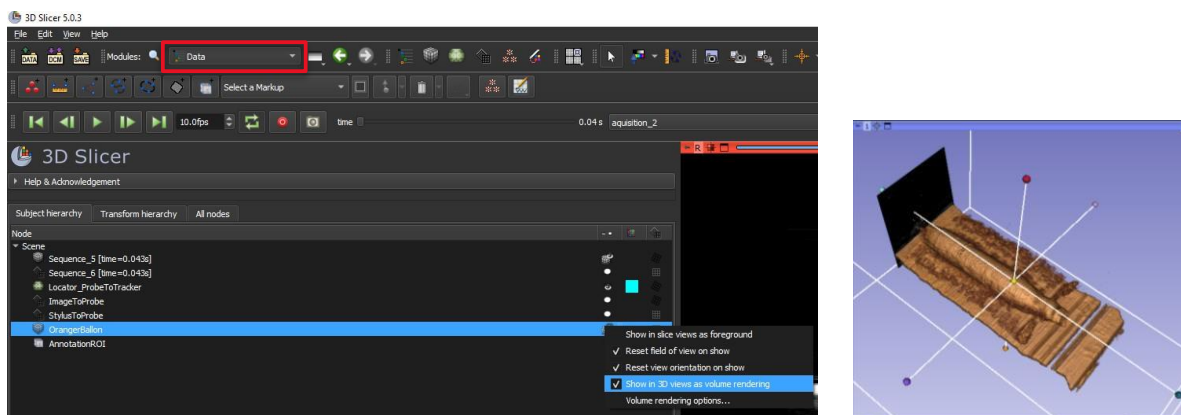 3D Slicer 5.0.3
File Edit View Help
DATA DCM SAVE Modules: Data
Select a Markup
10.0fps time 0.04 s aquisition_2
3D Slicer
R
1
Help & Acknowledgement
Subject hierarchy Transform hierarchy All nodes
Node
Scene
Sequence_5 [time=0.043s]
Sequence_6 [time=0.043s]
Locator_ProbeToTracker
ImageToProbe
StylusToProbe
OrangerBallon
AnnotationROI
Show in slice views as foreground
Reset field of view on show
Reset view orientation on show
Show in 3D views as volume rendering
Volume rendering options...